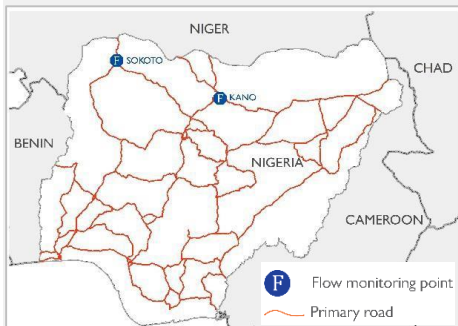 NIGER
CHAD
F SOKOTO
F KANO
BENIN
NIGERIA
CAMEROON
F Flow monitoring point
Primary road